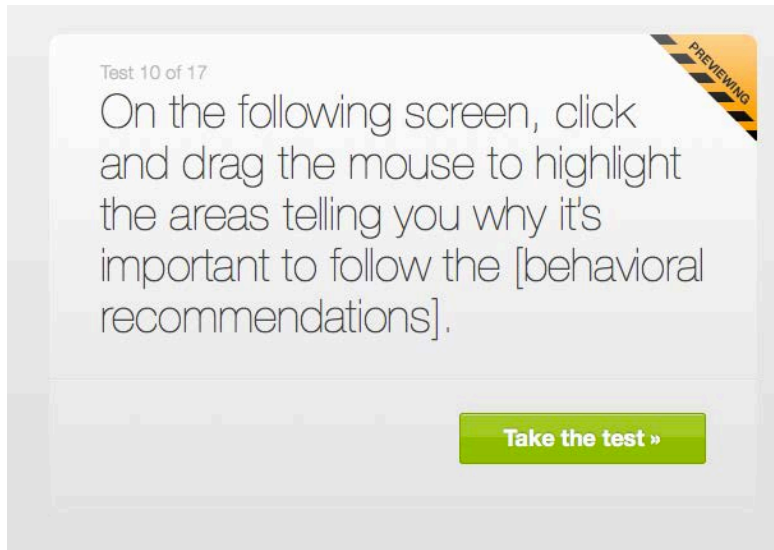 Test 10 of 17
PREVIEWING
On the following screen, click
and drag the mouse to highlight
the areas telling you why it's
important to follow the [behavioral
recommendations].
Take the test »